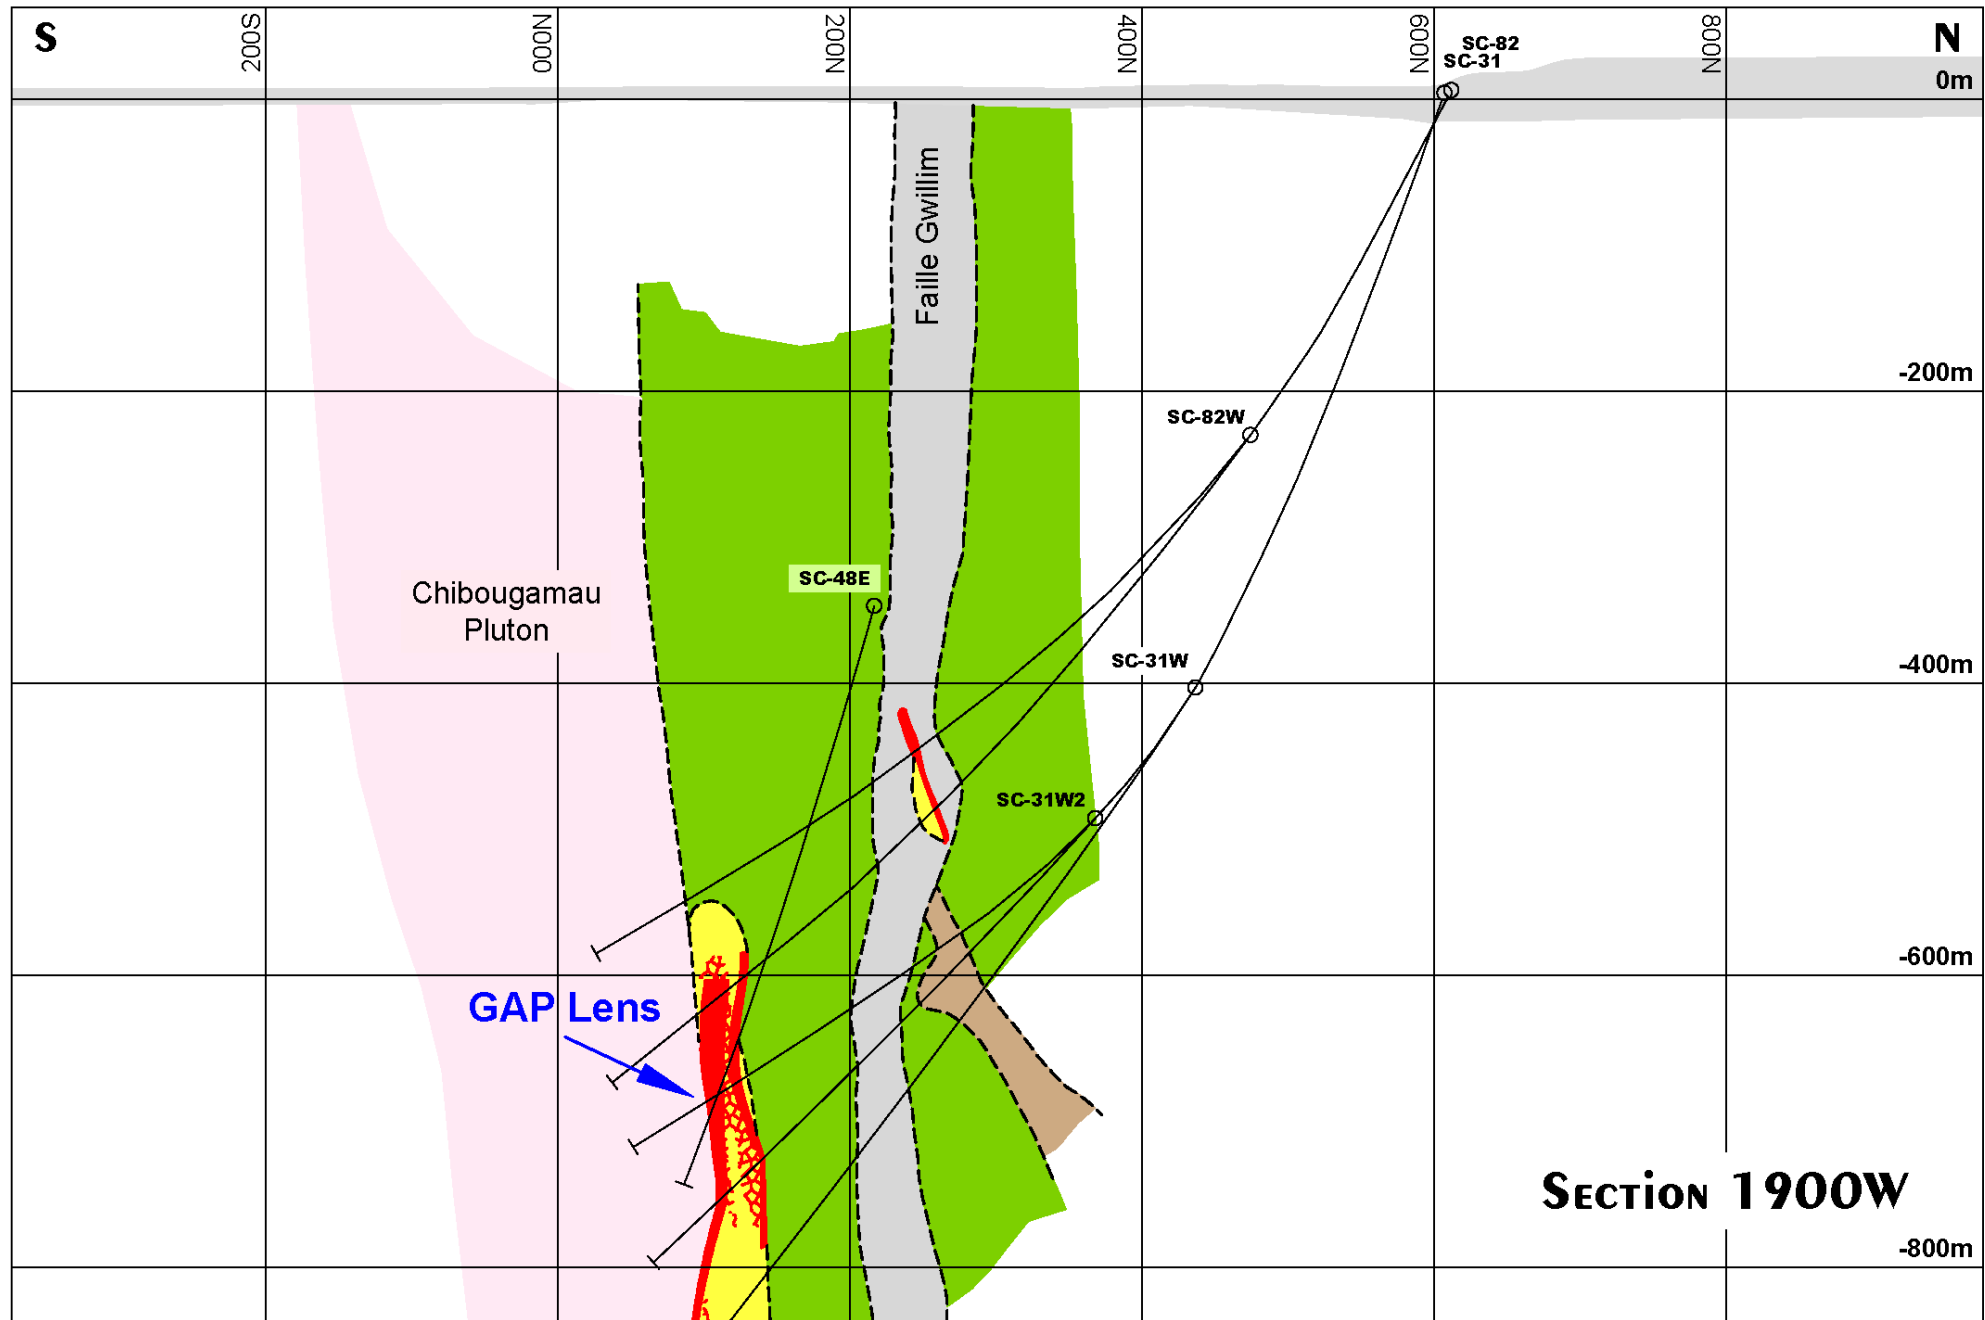 S
200S
0000
200N
400N
600N
800N
N
SC-82
SC-31
0m
Faille Gwillim
-200m
SC-82W
SC-48E
Chibougamau
Pluton
SC-31W
-400m
SC-31W2
-600m
GAP Lens
Section 1900W
-800m